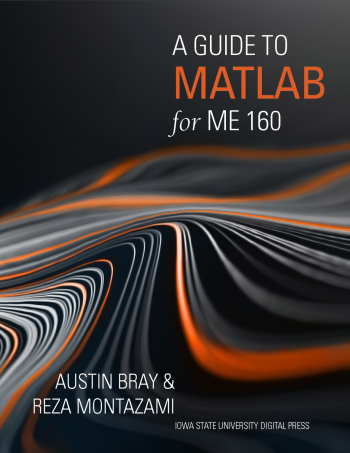 A GUIDE TO
MATLAB
for ME 160
AUSTIN BRAY &
REZA MONTAZAMI
IOWA STATE UNIVERSITY DIGITAL PRESS